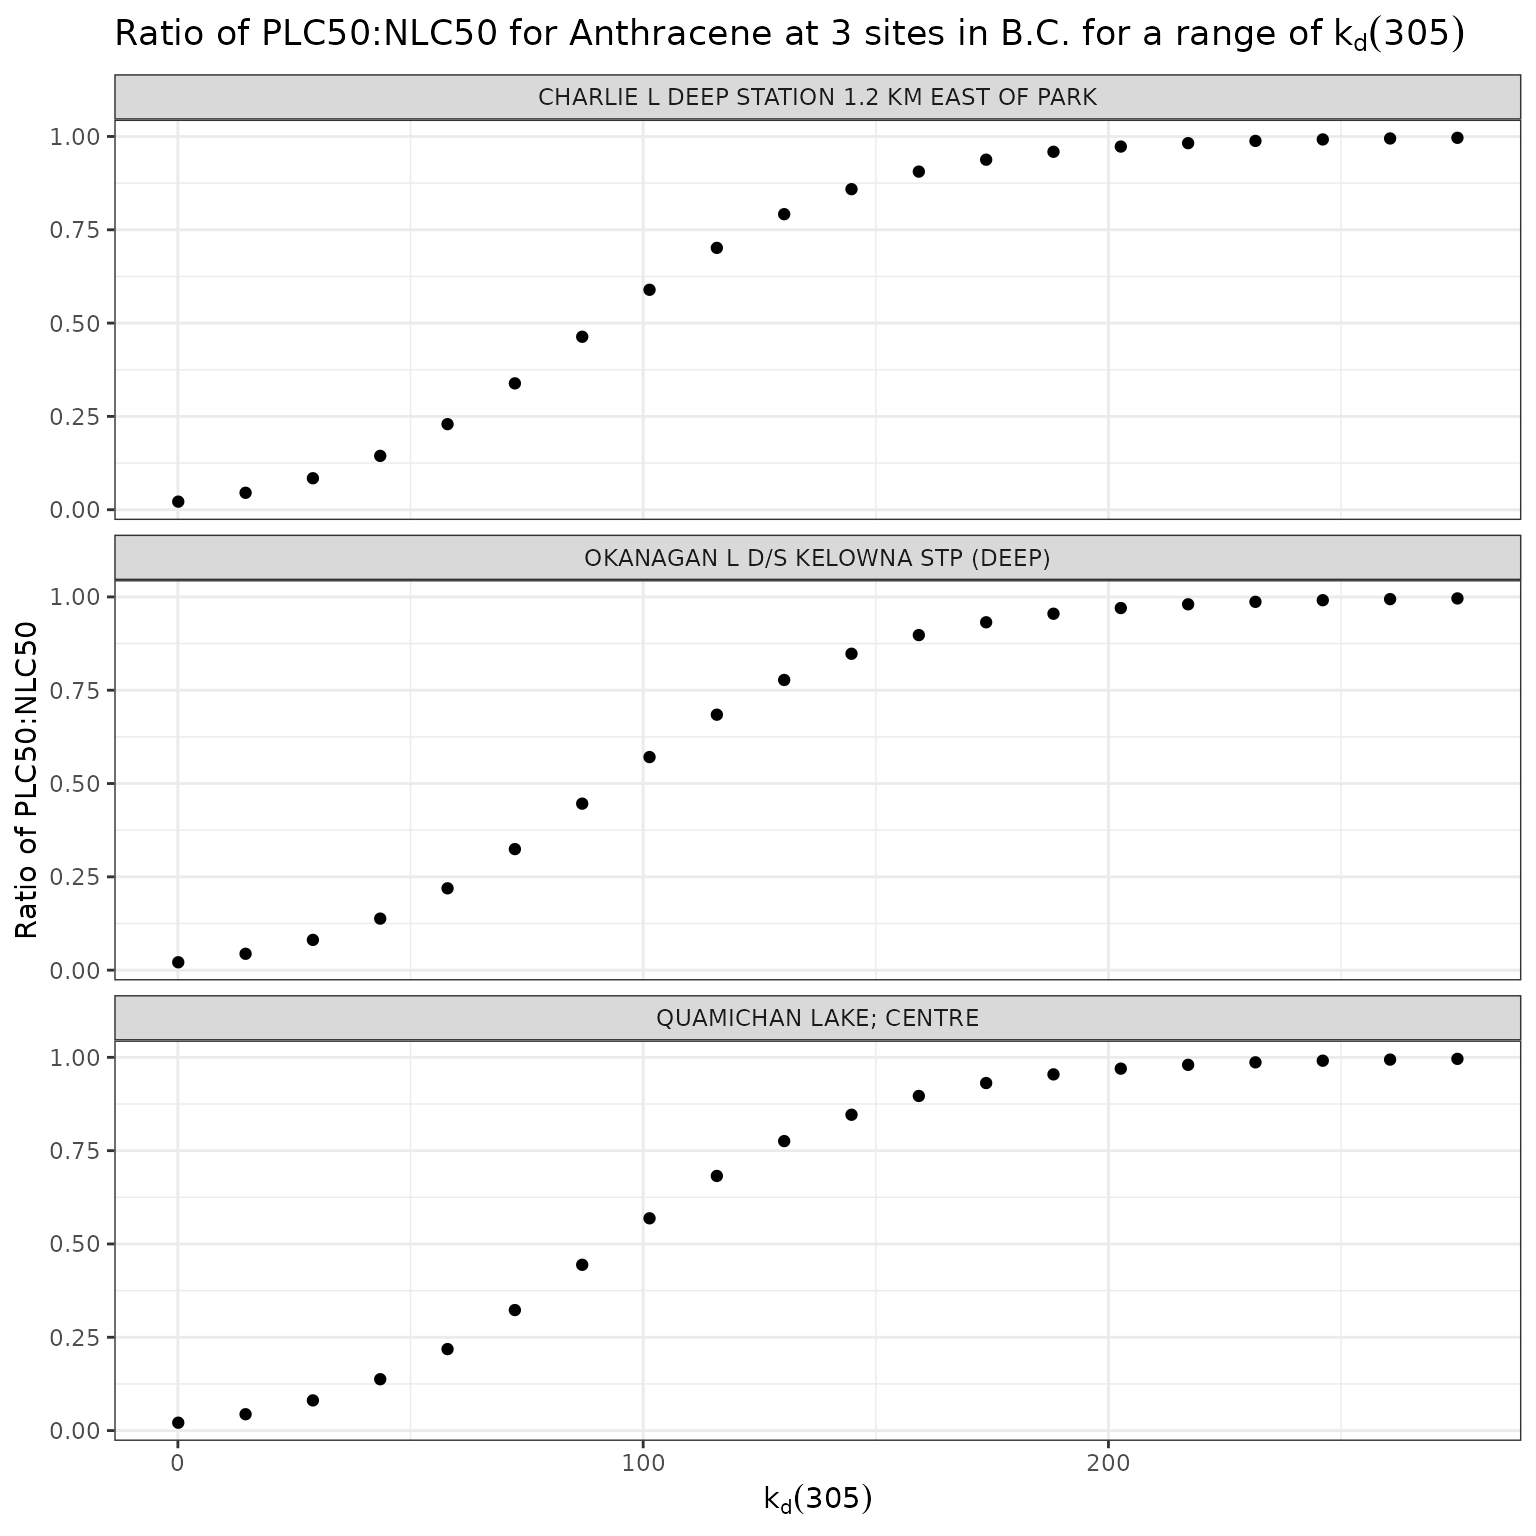 Ratio of PLC50:NLC50 for Anthracene at 3 sites in B.C. for a range of kd(305)
CHARLIE L DEEP STATION 1.2 KM EAST OF PARK
1.00
0.75
0.50
0.25
0.00
OKANAGAN L D/S KELOWNA STP (DEEP)
Ratio of PLC50:NLC50
1.00
0.75
0.50
0.25
0.00
QUAMICHAN LAKE; CENTRE
1.00
0.75
0.50
0.25
0.00
0 100 200
kd(305)